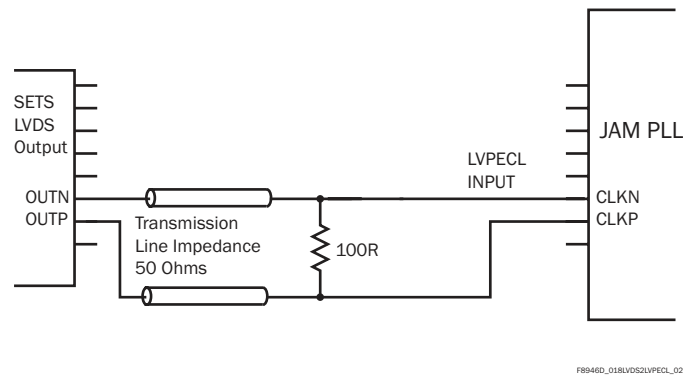 SETS
LVDS
Output
OUTN
OUTP
Transmission
Line Impedance
50 Ohms
100R
LVPECL
INPUT
JAM PLL
CLKN
CLKP
F8946D_018LVDS2LVPECL_02